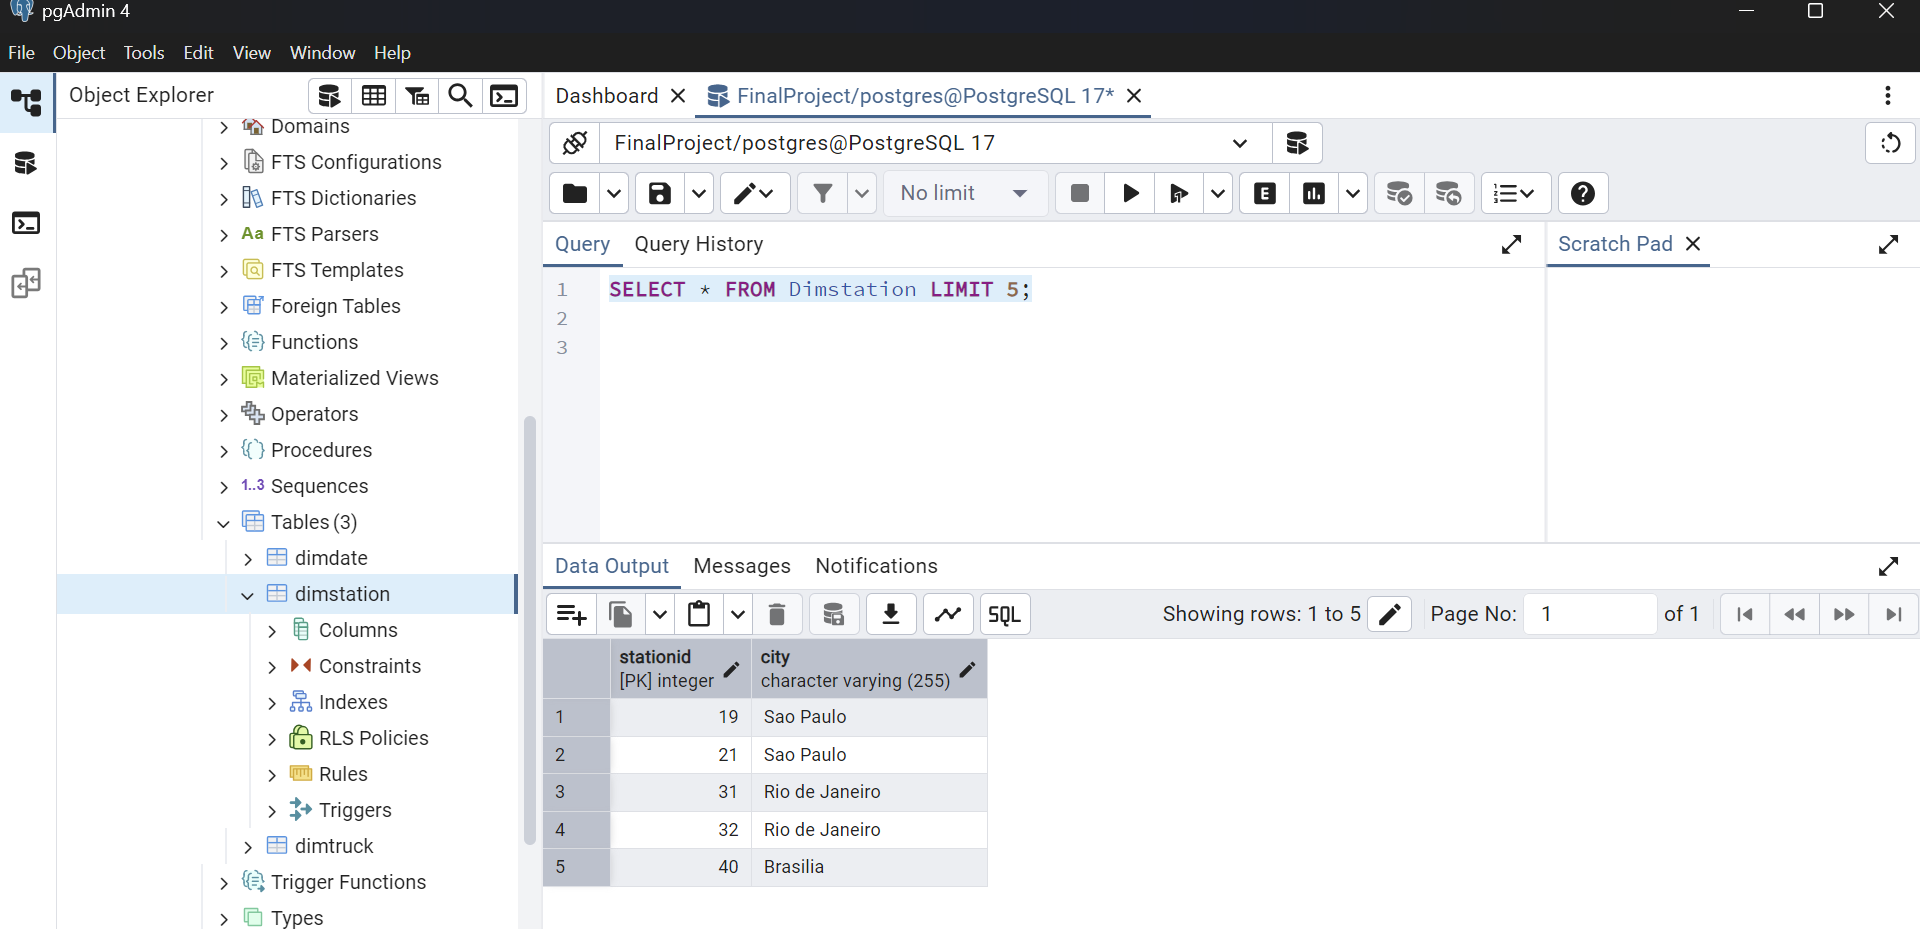 pgAdmin 4
File Object Tools Edit View Window Help
Object Explorer
Domains
FTS Configurations
FTS Dictionaries
Aa FTS Parsers
FTS Templates
Foreign Tables
Functions
Materialized Views
Operators
Procedures
1..3 Sequences
Tables (3)
dimdate
dimstation
Columns
Constraints
Indexes
RLS Policies
Rules
Triggers
dimtruck
Trigger Functions
Types
Dashboard FinalProject/postgres@PostgreSQL 17*
FinalProject/postgres@PostgreSQL 17
No limit E
Query Query History
1 SELECT * FROM Dimstation LIMIT 5;
2
3
Scratch Pad
Data Output Messages Notifications
SQL Showing rows: 1 to 5 Page No: 1 of 1
stationid city
[PK] integer character varying (255)
1 19 Sao Paulo
2 21 Sao Paulo
3 31 Rio de Janeiro
4 32 Rio de Janeiro
5 40 Brasilia